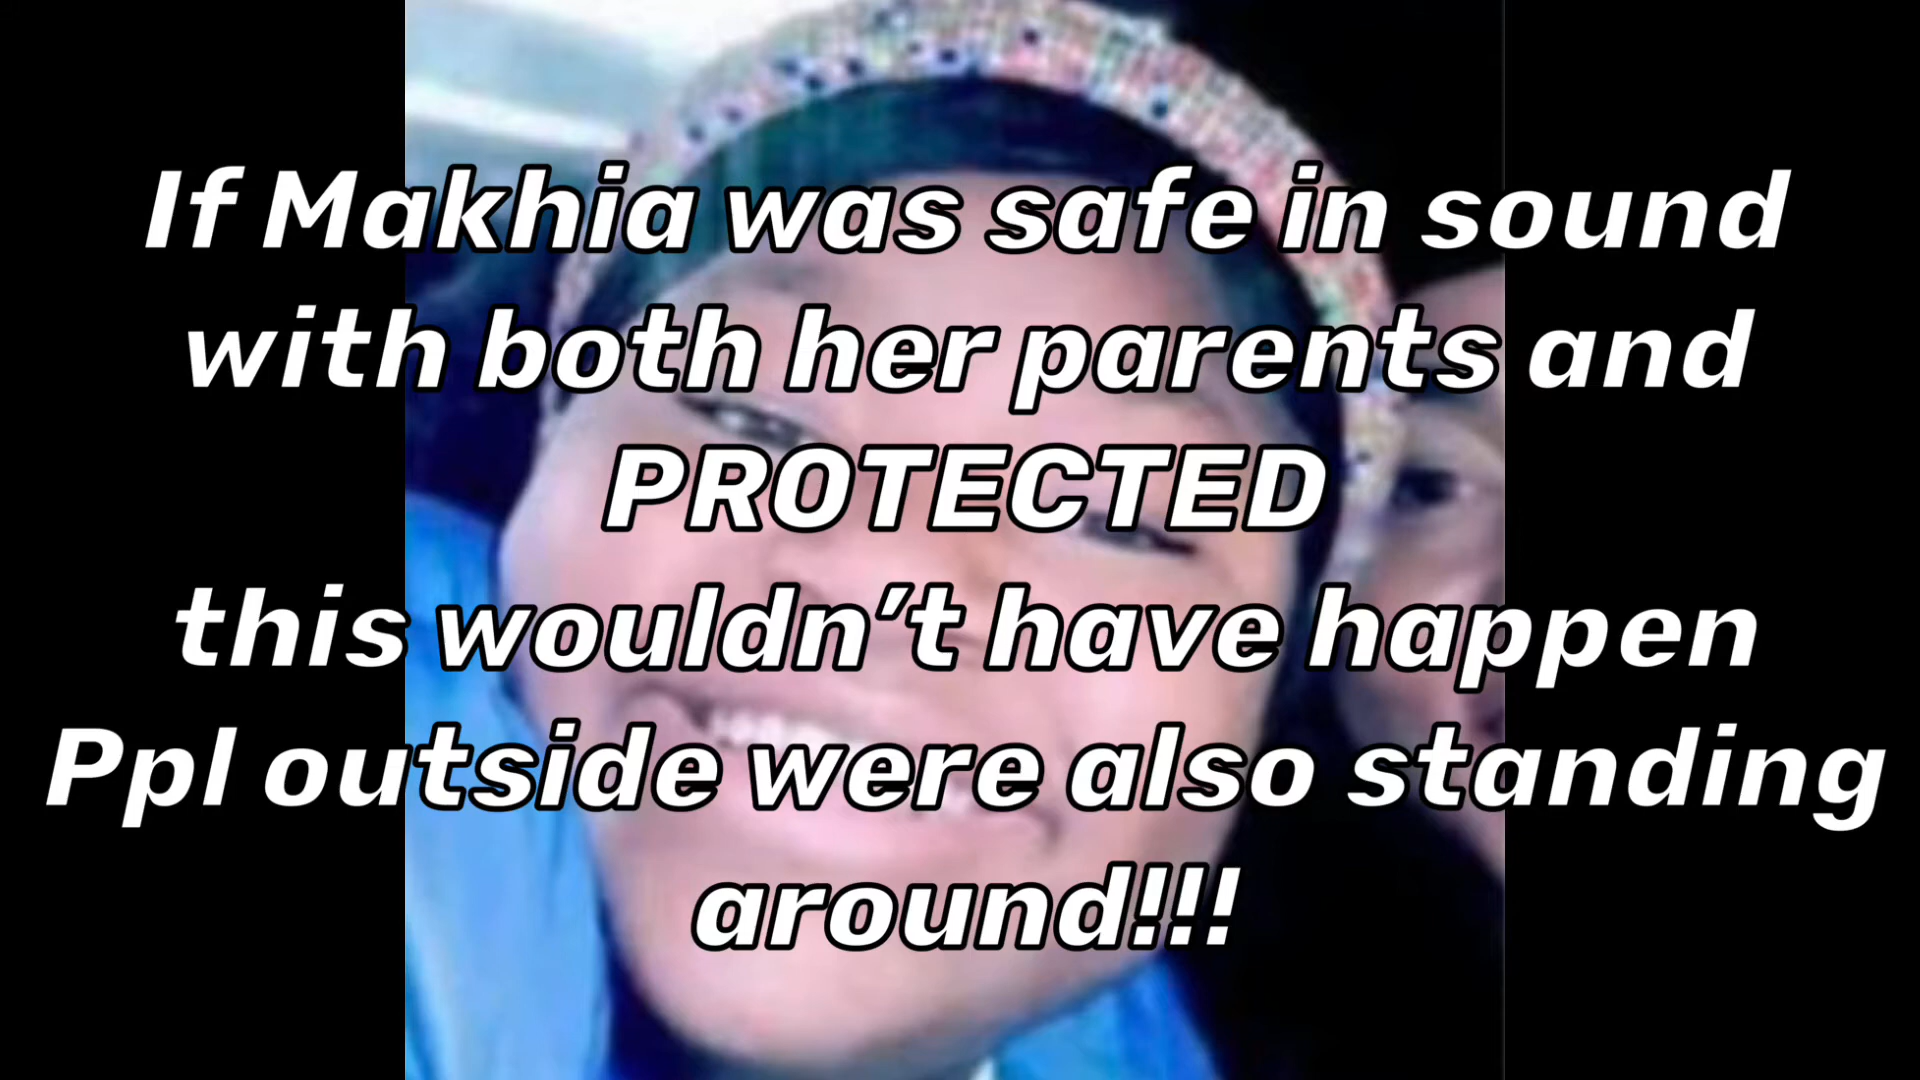 If Makhia was safe in sound
with both her parents and
PROTECTED
this wouldn’t have happen
Ppl outside were also standing
around!!!